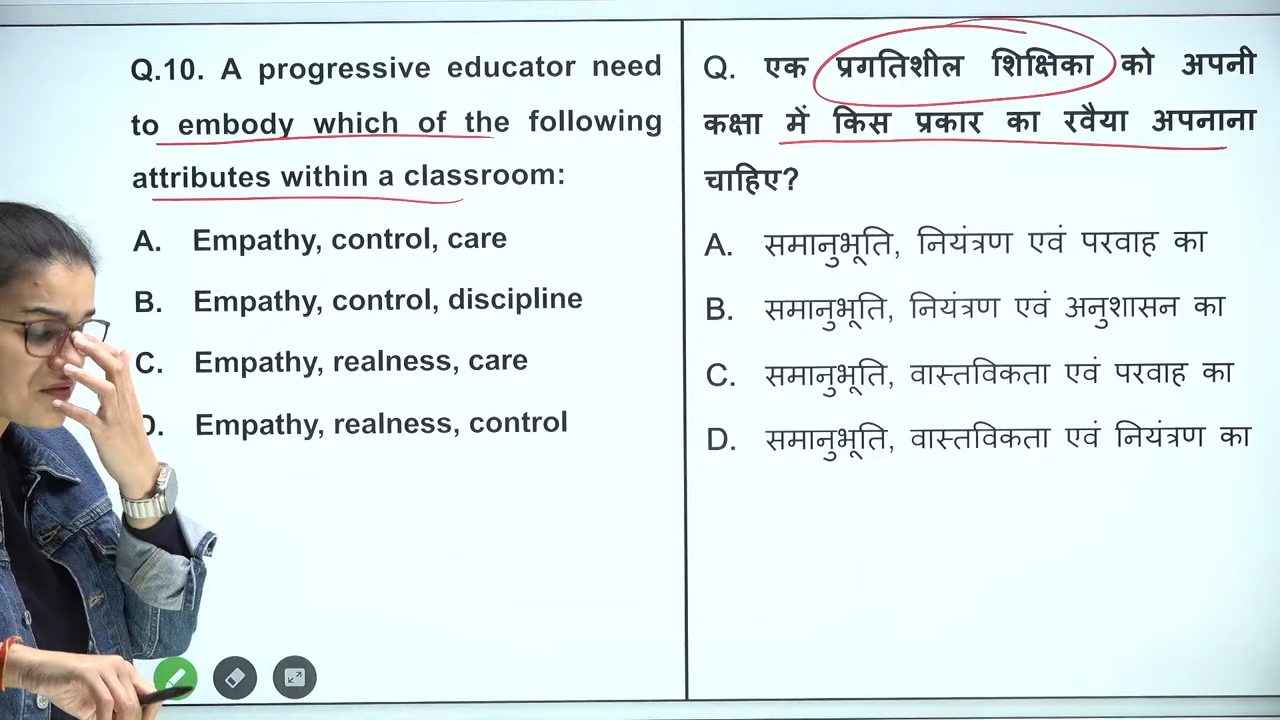 Q.10. A progressive educator need
to embody which of the following
attributes within a classroom:
A. Empathy, control, care
B. Empathy, control, discipline
C. Empathy, realness, care
D. Empathy, realness, control
Q. एक प्रगतिशील शिक्षिका को अपनी
कक्षा में किस प्रकार का रवैया अपनाना
चाहिए?
A. समानुभूति, नियंत्रण एवं परवाह का
B. समानुभूति, नियंत्रण एवं अनुशासन का
C. समानुभूति, वास्तविकता एवं परवाह का
D. समानुभूति, वास्तविकता एवं नियंत्रण का